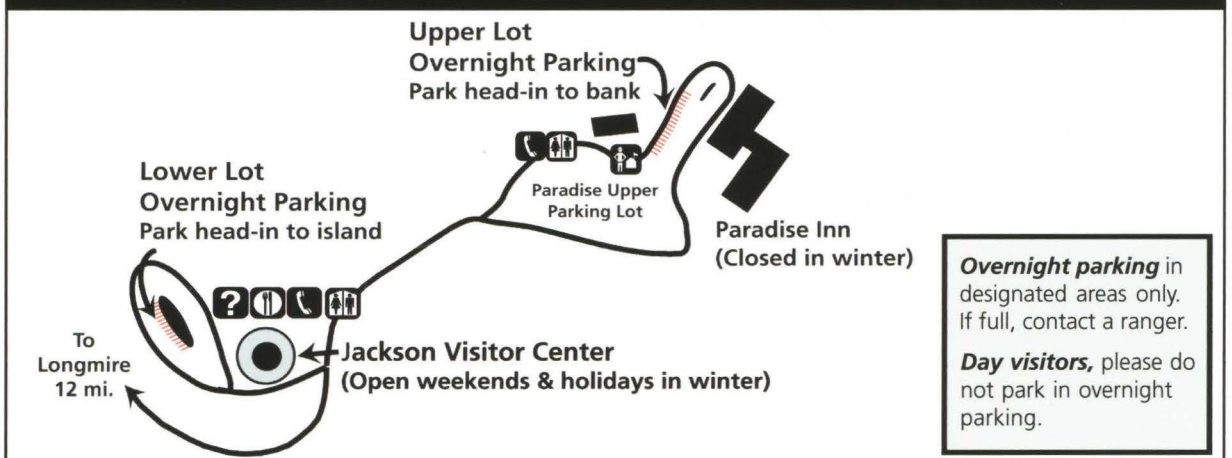 Upper Lot
Overnight Parking
Park head-in to bank
Lower Lot
Overnight Parking
Park head-in to island
Paradise Upper
Parking Lot
Paradise Inn
(Closed in winter)
?
To
Longmire
12 mi.
Jackson Visitor Center
(Open weekends & holidays in winter)
Overnight parking in
designated areas only.
If full, contact a ranger.
Day visitors, please do
not park in overnight
parking.